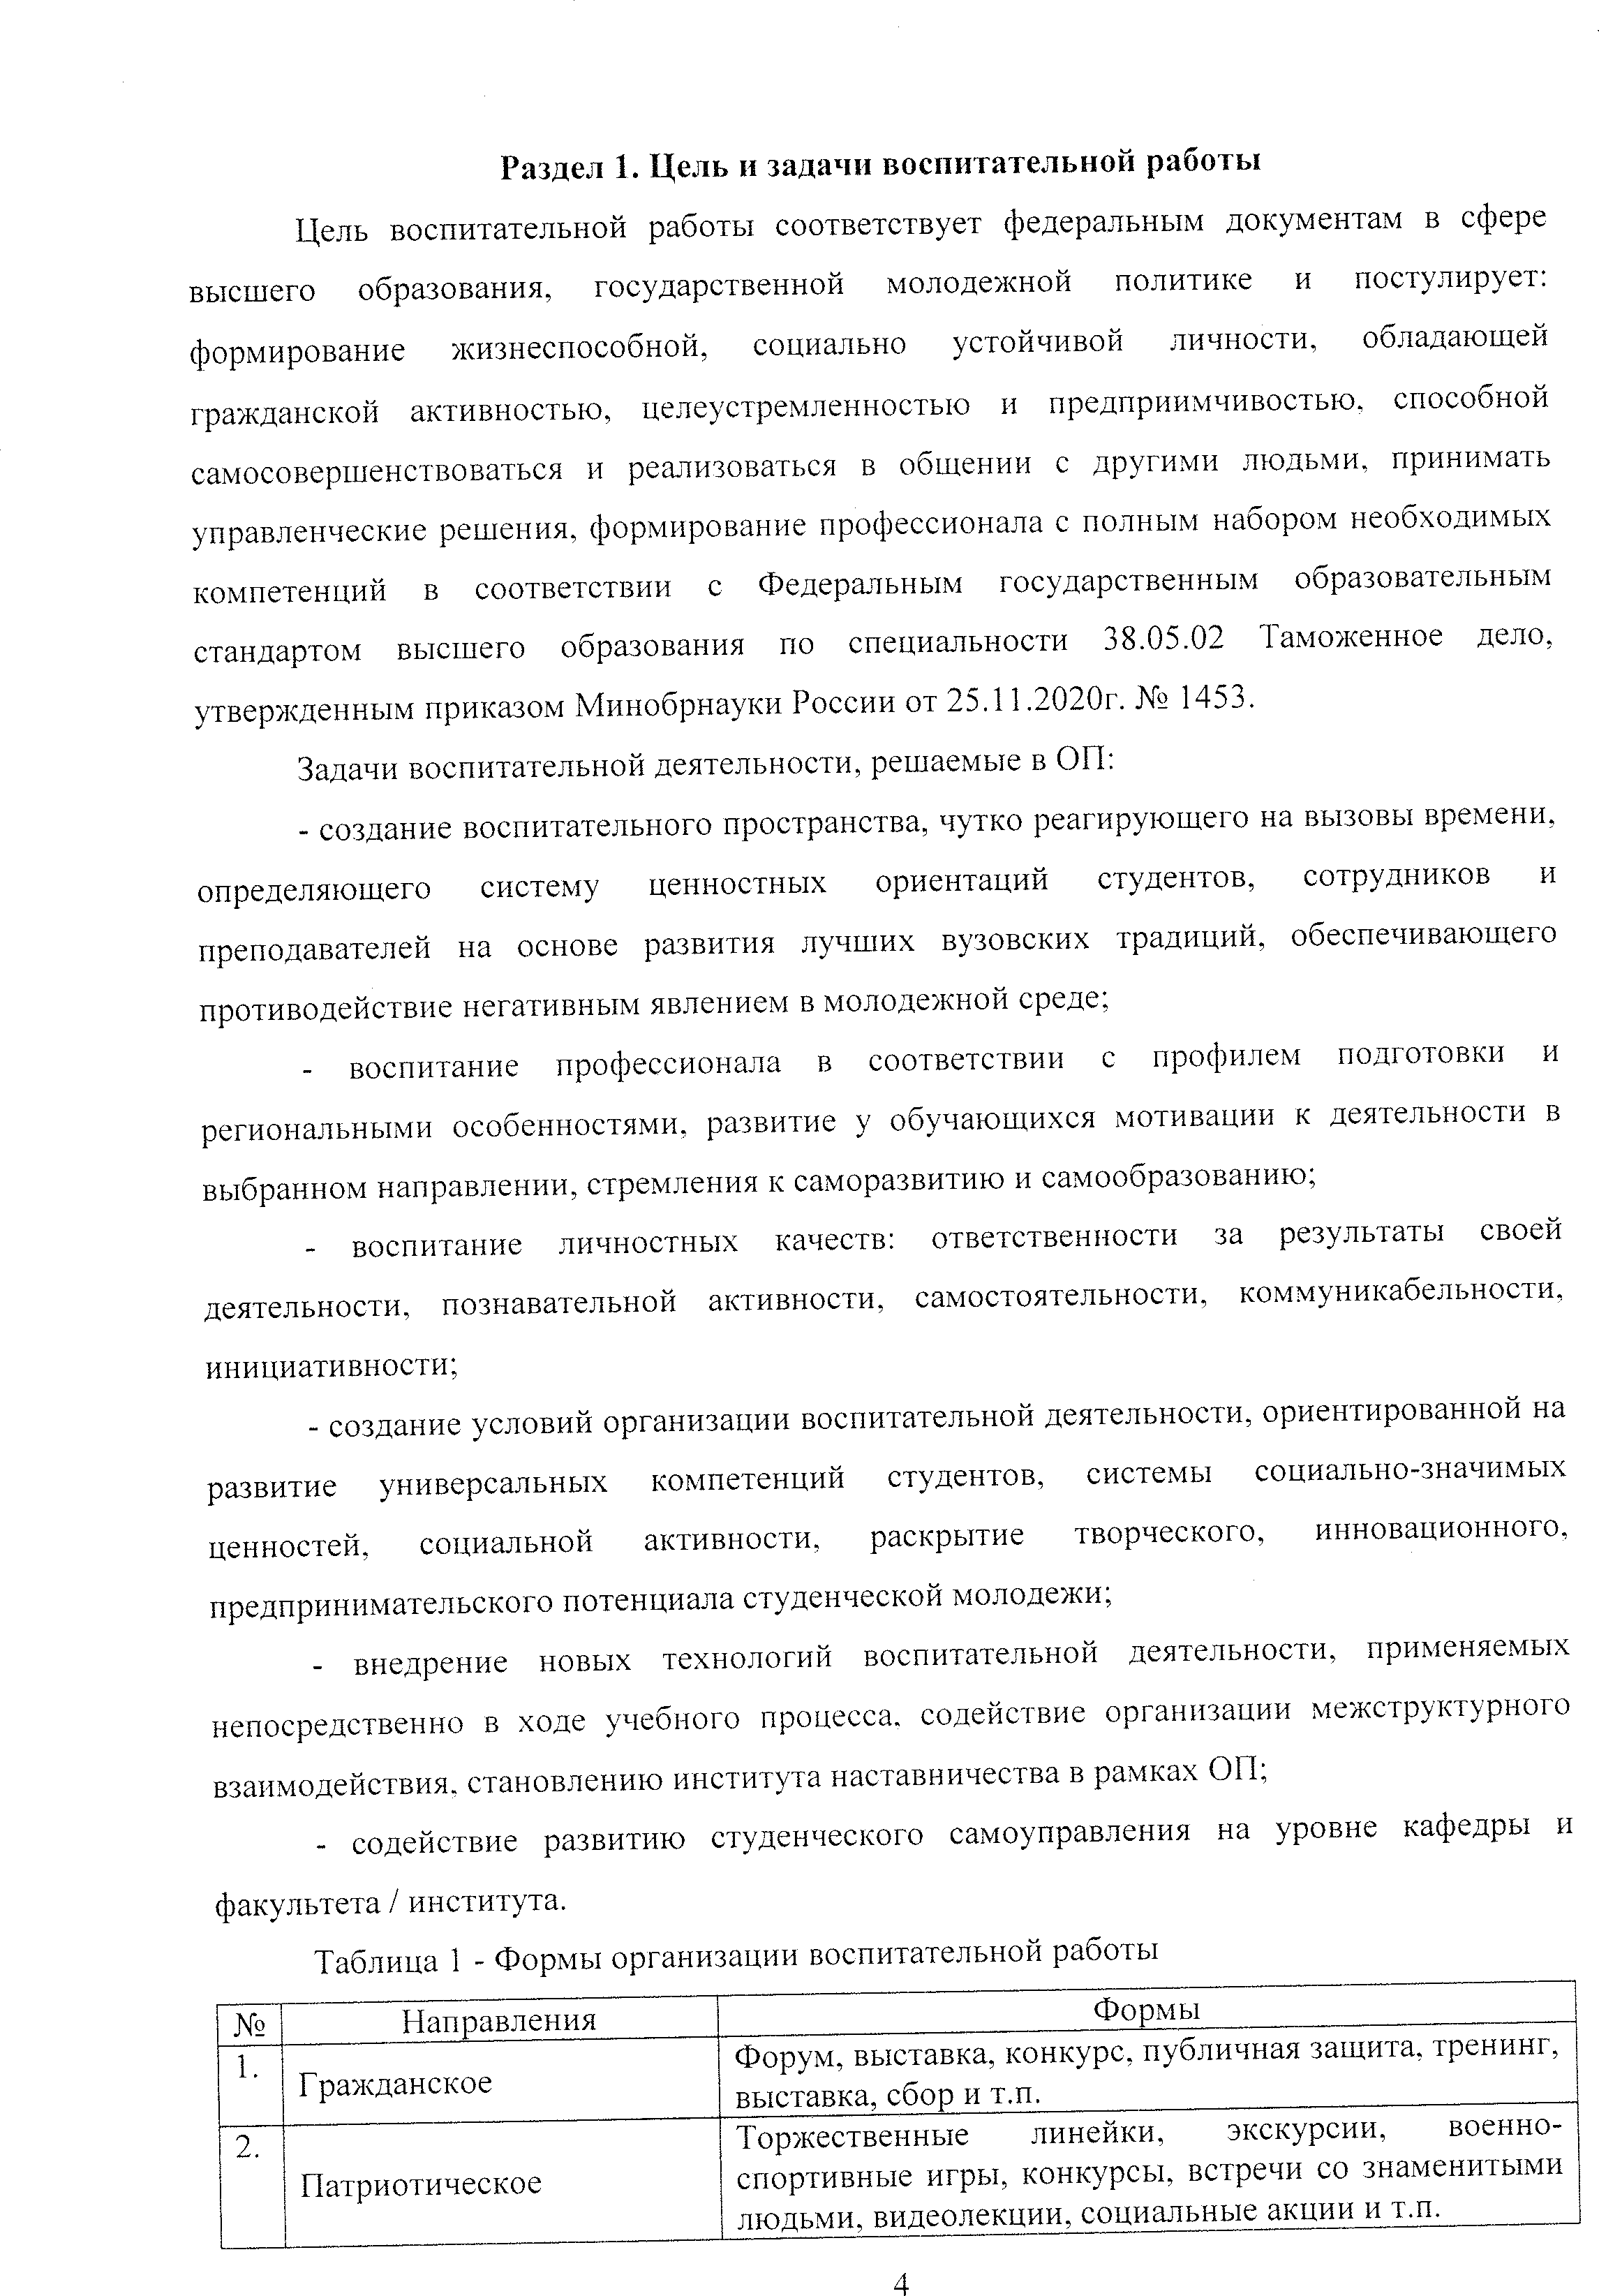 Раздел 1. Цель и задачи воспитательной работы
Цель воспитательной работы соответствует федеральным документам в сфере
высшего образования, государственной молодежной политике и постулирует:
формирование жизнеспособной, социально устойчивой личности, обладающей
гражданской активностью, целеустремленностью и предприимчивостью, способной
самосовершенствоваться и реализоваться в общении с другими людьми, принимать
управленческие решения, формирование профессионала с полным набором необходимых
компетенций в соответствии с Федеральным государственным образовательным
стандартом высшего образования по специальности 38.05.02 Таможенное дело,
утвержденным приказом Минобрнауки России от 25.11.2020г. № 1453.
Задачи воспитательной деятельности, решаемые в ОП:
- создание воспитательного пространства, чутко реагирующего на вызовы времени,
определяющего систему ценностных ориентаций студентов, сотрудников и
преподавателей на основе развития лучших вузовских традиций, обеспечивающего
противодействие негативным явлением в молодежной среде;
- воспитание профессионала в соответствии с профилем подготовки и
региональными особенностями, развитие у обучающихся мотивации к деятельности в
выбранном направлении, стремления к саморазвитию и самообразованию;
- воспитание личностных качеств: ответственности за результаты своей
деятельности, познавательной активности, самостоятельности, коммуникабельности,
инициативности;
- создание условий организации воспитательной деятельности, ориентированной на
развитие универсальных компетенций студентов, системы социально-значимых
ценностей, социальной активности, раскрытие творческого, инновационного,
предпринимательского потенциала студенческой молодежи;
- внедрение новых технологий воспитательной деятельности, применяемых
непосредственно в ходе учебного процесса, содействие организации межструктурного
взаимодействия, становлению института наставничества в рамках ОП;
- содействие развитию студенческого самоуправления на уровне кафедры и
факультета / института.
Таблица 1 - Формы организации воспитательной работы
№ Направления Формы
1. Гражданское Форум, выставка, конкурс, публичная защита, тренинг,
выставка, сбор и т.п.
2. Патриотическое Торжественные линейки, экскурсии, военно-
спортивные игры, конкурсы, встречи со знаменитыми
людьми, видеолекции, социальные акции и т.п.
4